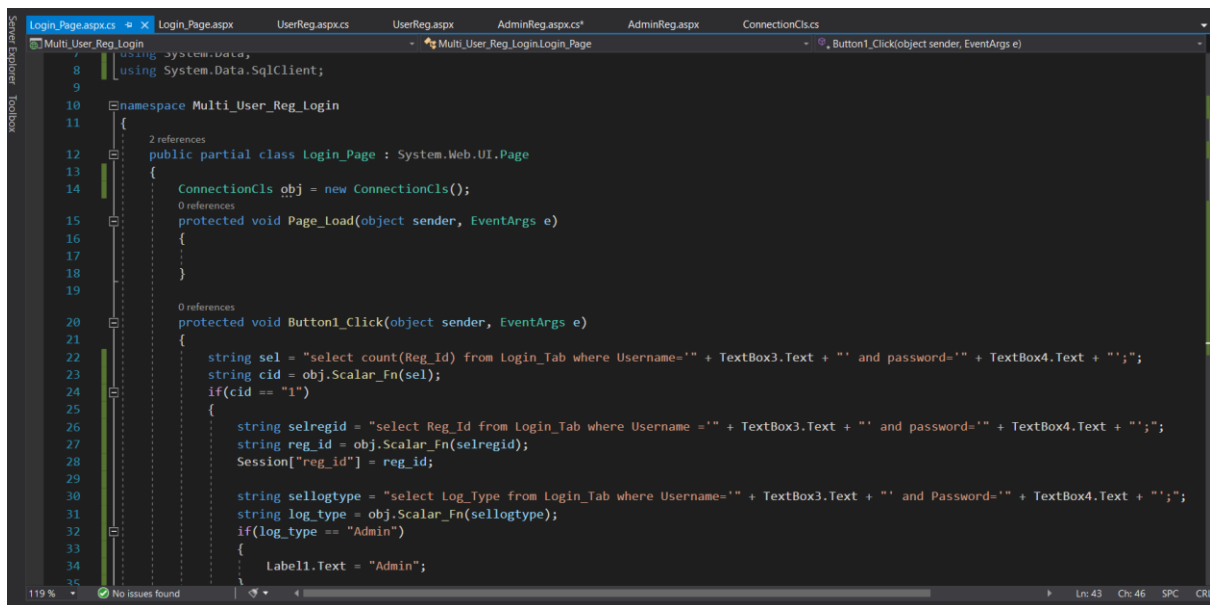 Login_Page.aspx.cs Login_Page.aspx UserReg.aspx.cs UserReg.aspx AdminReg.aspx.cs* AdminReg.aspx ConnectionCls.cs
Server Explorer Toolbox
Multi_User_Reg_Login Multi_User_Reg_Login.Login_Page Button1_Click(object sender, EventArgs e)
7 using System.Data;
8 using System.Data.SqlClient;
9
10 namespace Multi_User_Reg_Login
11 {
2 references
12 public partial class Login_Page : System.Web.UI.Page
13 {
14 ConnectionCls obj = new ConnectionCls();
0 references
15 protected void Page_Load(object sender, EventArgs e)
16 {
17
18 }
19
0 references
20 protected void Button1_Click(object sender, EventArgs e)
21 {
22 string sel = "select count(Reg_Id) from Login_Tab where Username='" + TextBox3.Text + "' and password='" + TextBox4.Text + "';";
23 string cid = obj.Scalar_Fn(sel);
24 if(cid == "1")
25 {
26 string selregid = "select Reg_Id from Login_Tab where Username ='" + TextBox3.Text + "' and password='" + TextBox4.Text + "';";
27 string reg_id = obj.Scalar_Fn(selregid);
28 Session["reg_id"] = reg_id;
29
30 string sellogtype = "select Log_Type from Login_Tab where Username='" + TextBox3.Text + "' and Password='" + TextBox4.Text + "';";
31 string log_type = obj.Scalar_Fn(sellogtype);
32 if(log_type == "Admin")
33 {
34 Label1.Text = "Admin";
35 }
119 % No issues found Ln: 43 Ch: 46 SPC CRL